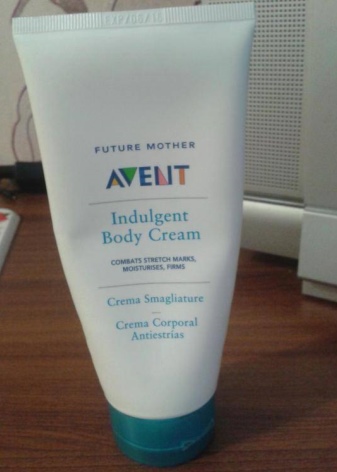 FUTURE MOTHER
AVENT
Indulgent
Body Cream
COMBATS STRETCH MARKS,
MOISTURISES, FIRMS
Crema Smagliature
Crema Corporal
Antiestrias